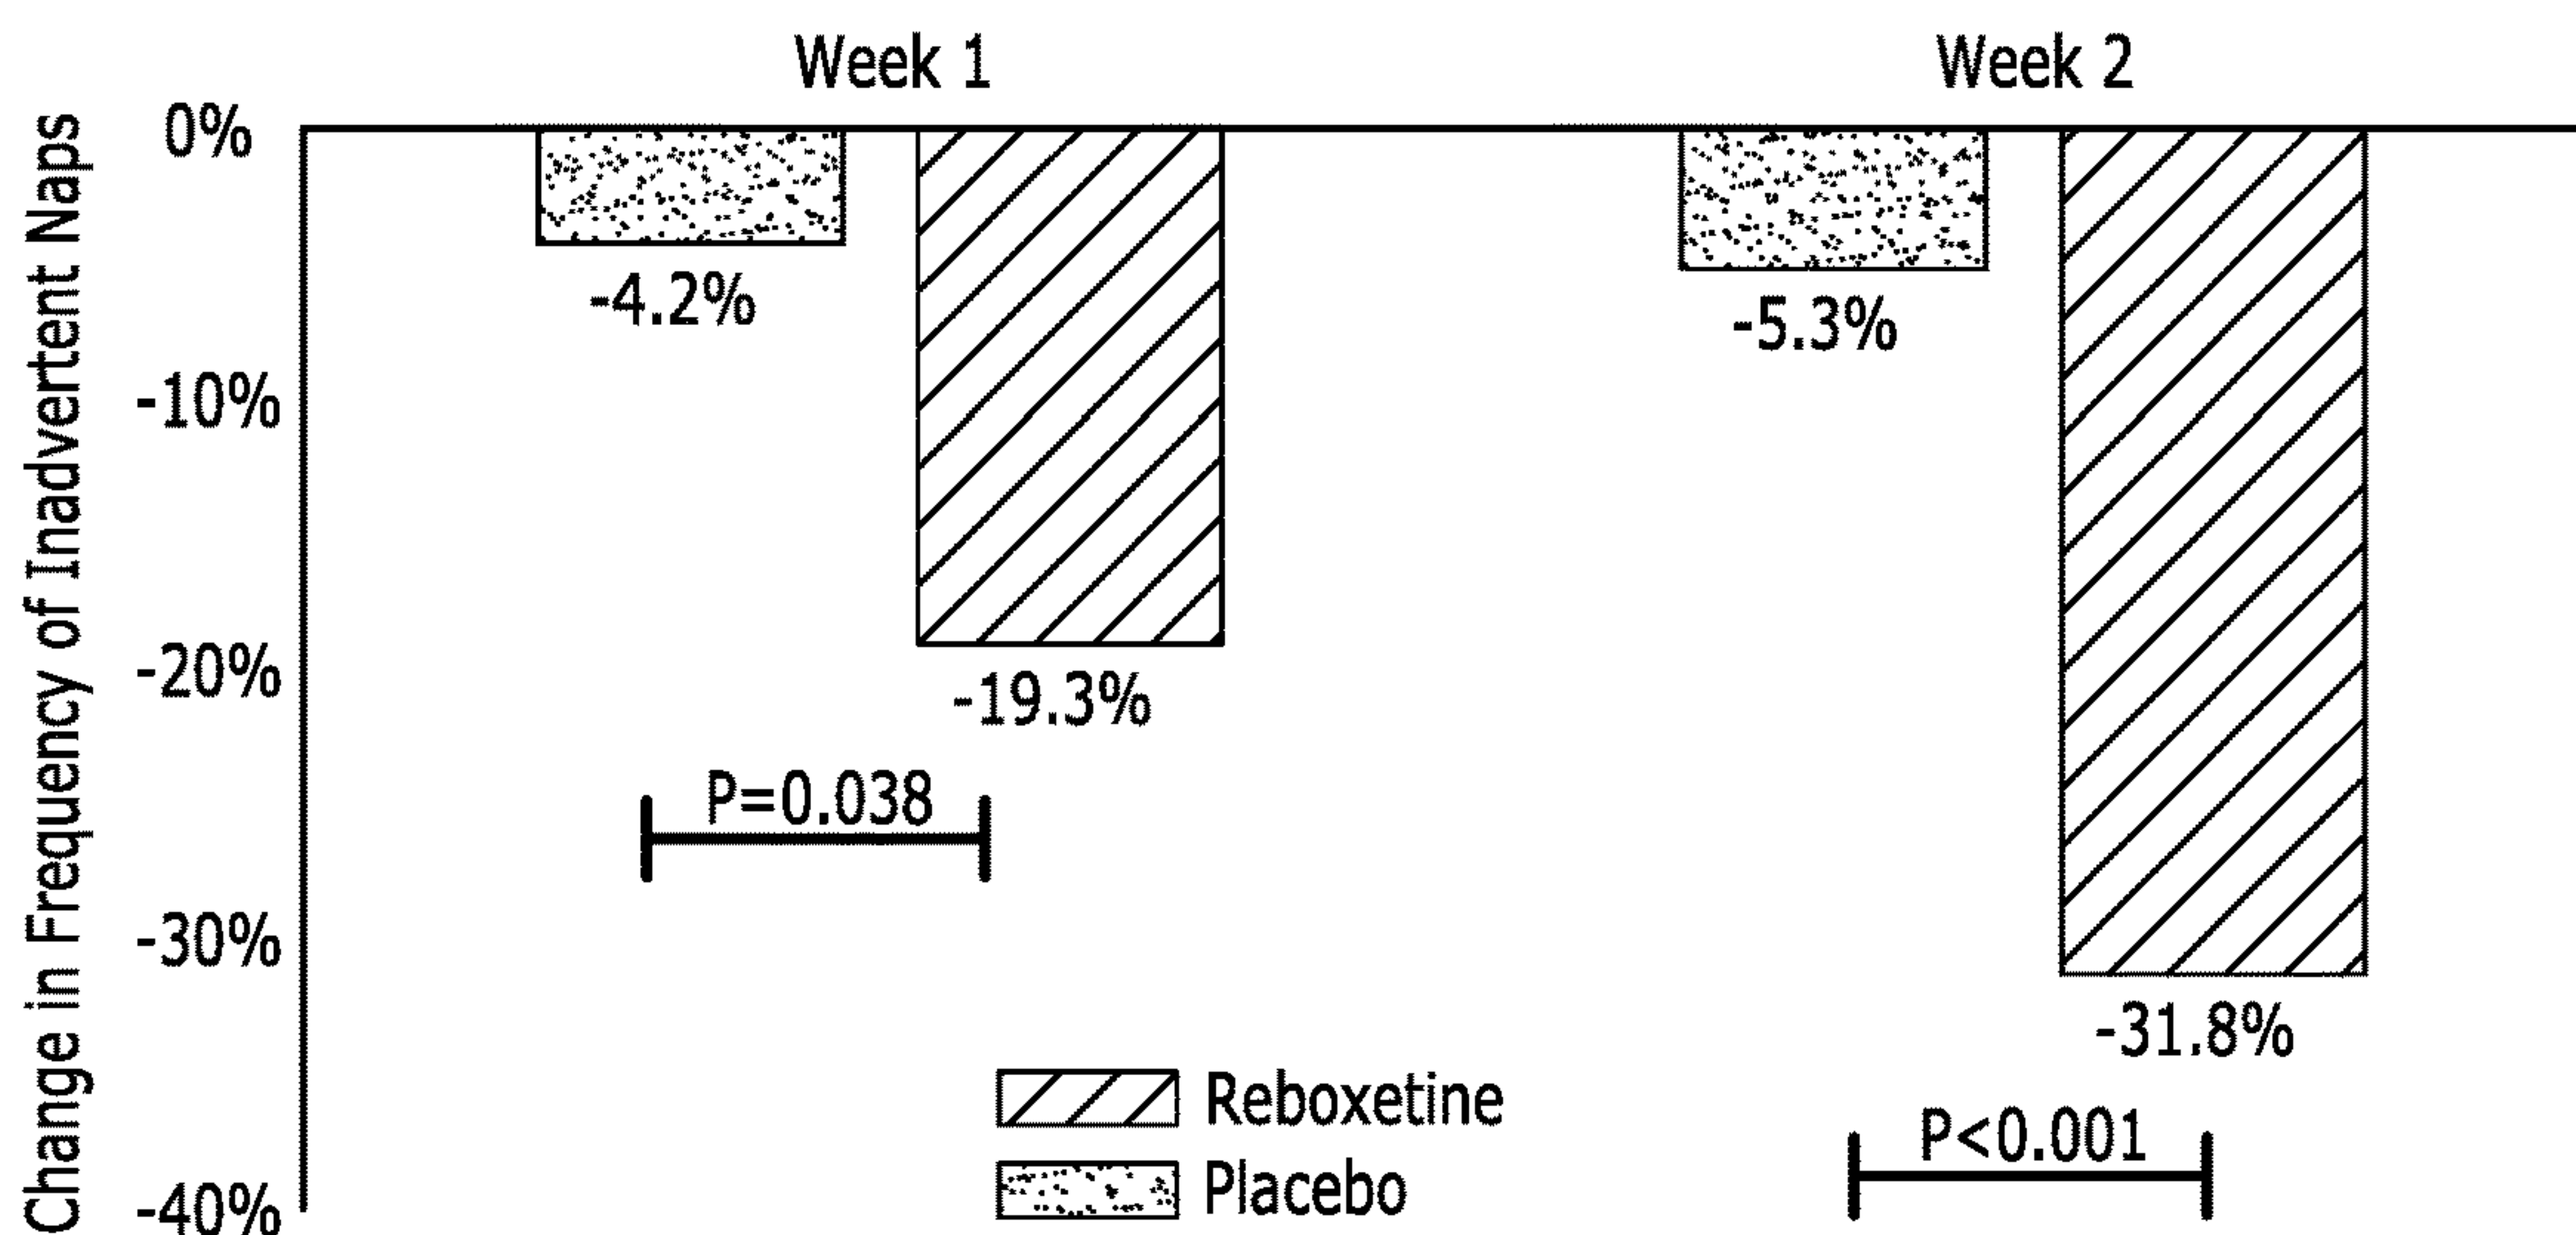 Week 1
Week 2
Change in Frequency of Inadvertent Naps
0%
-10%
-20%
-30%
-40%
-4.2%
-19.3%
-5.3%
-31.8%
P=0.038
P<0.001
Reboxetine
Placebo